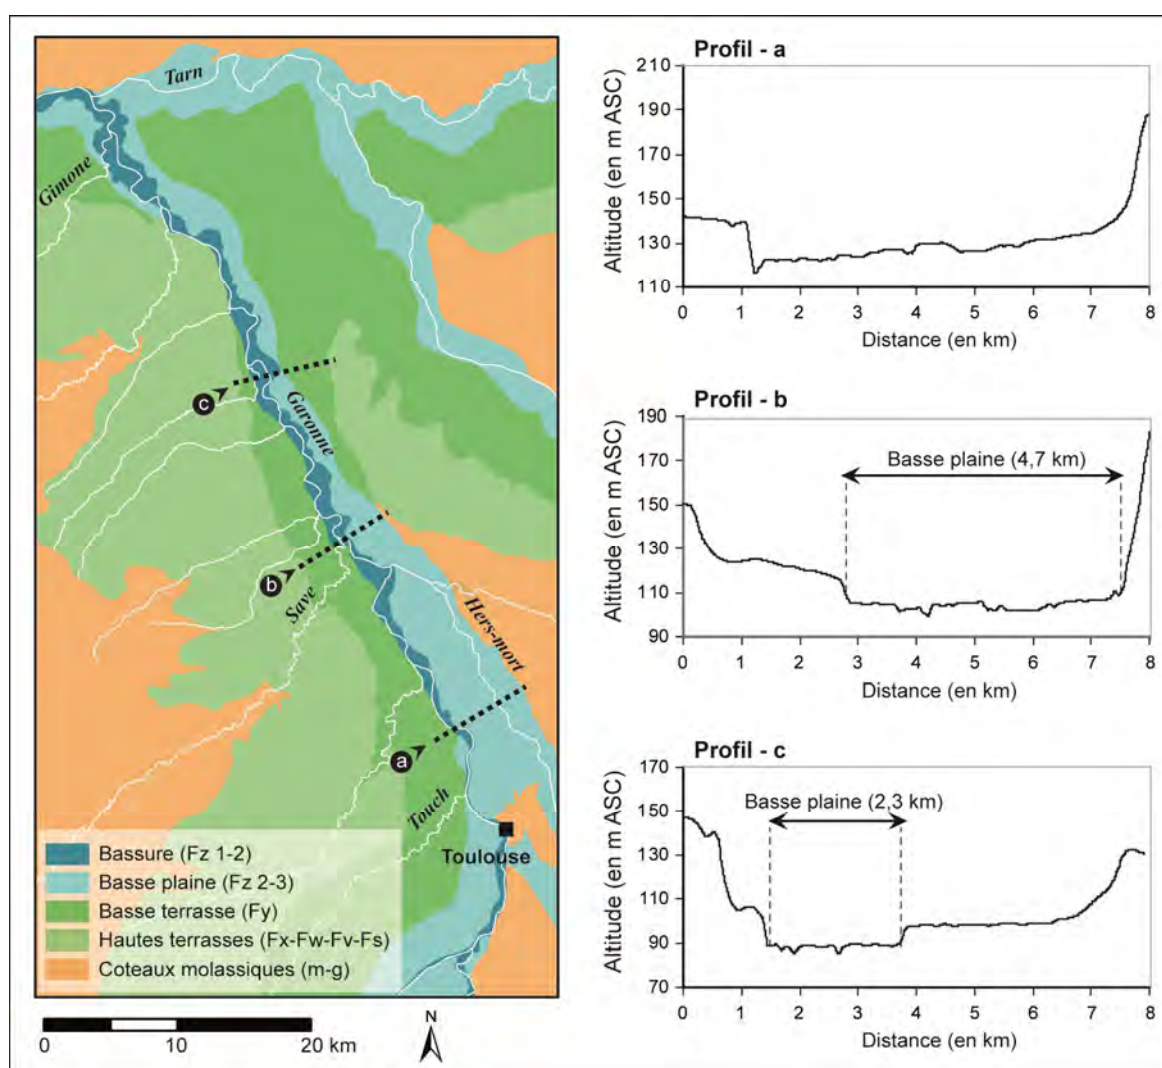 Tarn
Gimone
c
Garonne
b
Save
Hers-mort
a
Touch
Toulouse
Bassure (Fz 1-2)
Basse plaine (Fz 2-3)
Basse terrasse (Fy)
Hautes terrasses (Fx-Fw-Fv-Fs)
Coteaux molassiques (m-g)
0 10 20 km
N
Profil - a
Altitude (en m ASC)
210
190
170
150
130
110
0 1 2 3 4 5 6 7 8
Distance (en km)
Profil - b
Altitude (en m ASC)
190
170
150
130
110
90
Basse plaine (4,7 km)
0 1 2 3 4 5 6 7 8
Distance (en km)
Profil - c
Altitude (en m ASC)
170
150
130
110
90
70
Basse plaine (2,3 km)
0 1 2 3 4 5 6 7 8
Distance (en km)